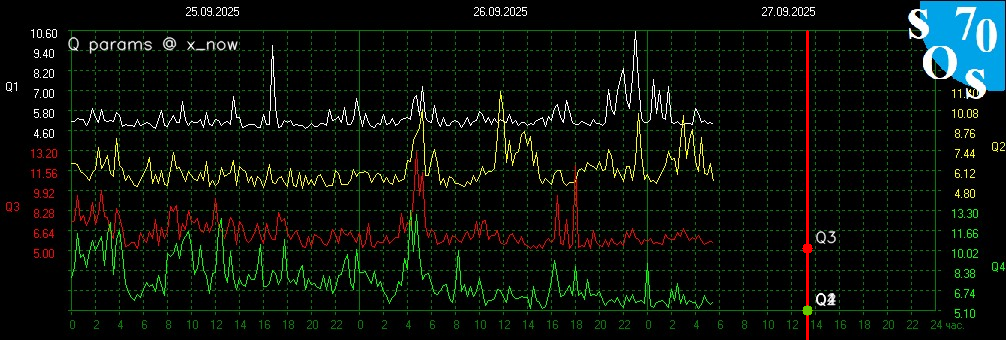 25.09.2025 26.09.2025 27.09.2025
S 70
O S
Q params @ x_now
10.60
9.40
8.20
Q1 7.00 11.40
5.80 10.08
4.60 8.76
Q2
13.20 7.44
11.56 6.12
9.92 4.80
Q3 8.28 13.30
6.64 11.66
Q3
5.00 10.02
8.38 Q4
6.74
5.10
0 2 4 6 8 10 12 14 16 18 20 22 0 2 4 6 8 10 12 14 16 18 20 22 0 2 4 6 8 10 12 14 16 18 20 22 24 час.